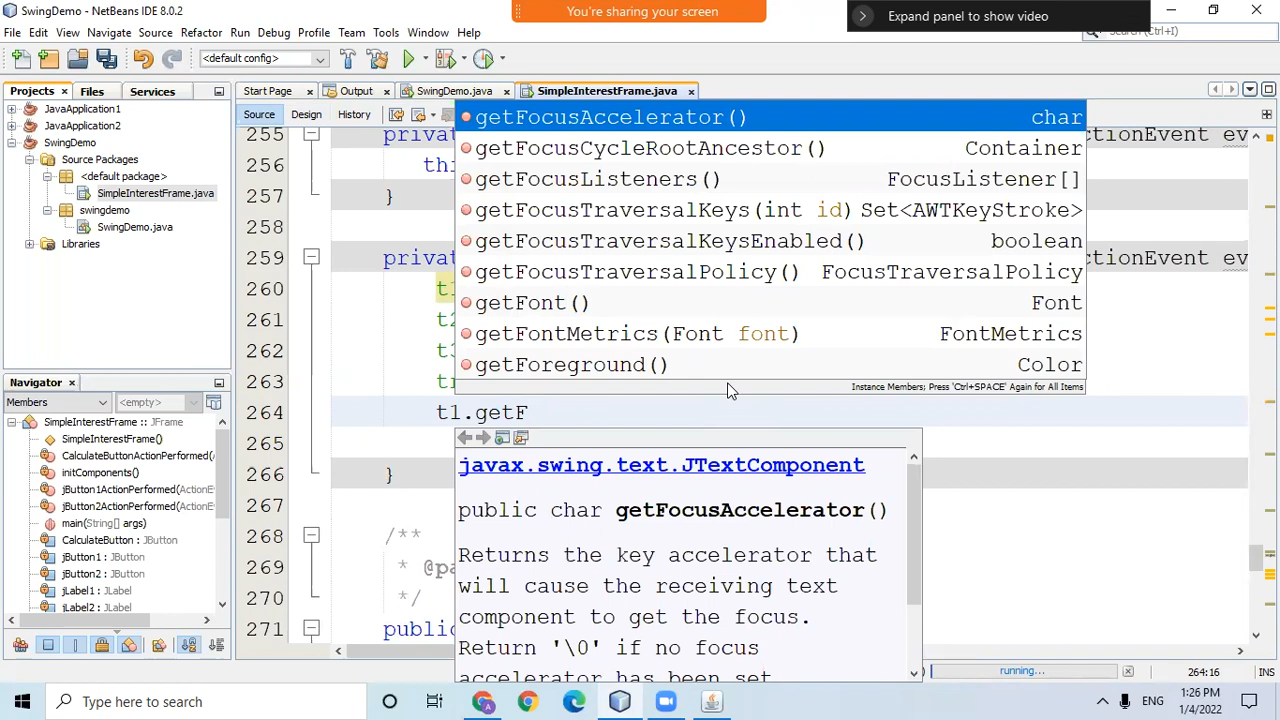 SwingDemo - NetBeans IDE 8.0.2
You're sharing your screen
Expand panel to show video
File Edit View Navigate Source Refactor Run Debug Profile Team Tools Window Help
Search (Ctrl+I)
<default config>
Projects Files Services
Start Page Output SwingDemo.java SimpleInterestFrame.java
Source Design History
JavaApplication1
JavaApplication2
SwingDemo
Source Packages
<default package>
SimpleInterestFrame.java
swingdemo
SwingDemo.java
Libraries
Navigator
Members <empty>
SimpleInterestFrame :: JFrame
SimpleInterestFrame()
CalculateButtonActionPerformed(
initComponents()
jButton1ActionPerformed(ActionE
jButton2ActionPerformed(ActionE
main(String[] args)
CalculateButton : JButton
jButton1 : JButton
jButton2 : JButton
jLabel1 : JLabel
jLabel2 : JLabel
255 private ctionEvent ev
256 thi
257 }
258
259 private ctionEvent ev
260 t1
261 t2
262 t3
263
264 t1.getF
265
266 }
267
268 /**
269 * @pa
270 */
271 public
getFocusAccelerator() char
getFocusCycleRootAncestor() Container
getFocusListeners() FocusListener[]
getFocusTraversalKeys(int id) Set<AWTKeyStroke>
getFocusTraversalKeysEnabled() boolean
getFocusTraversalPolicy() FocusTraversalPolicy
getFont() Font
getFontMetrics(Font font) FontMetrics
getForeground() Color
Instance Members; Press 'Ctrl+SPACE' Again for All Items
javax.swing.text.JTextComponent
public char getFocusAccelerator()
Returns the key accelerator that
will cause the receiving text
component to get the focus.
Return '\0' if no focus
accelerator has been set.
running...
264:16 INS
Type here to search
ENG
1:26 PM
1/4/2022